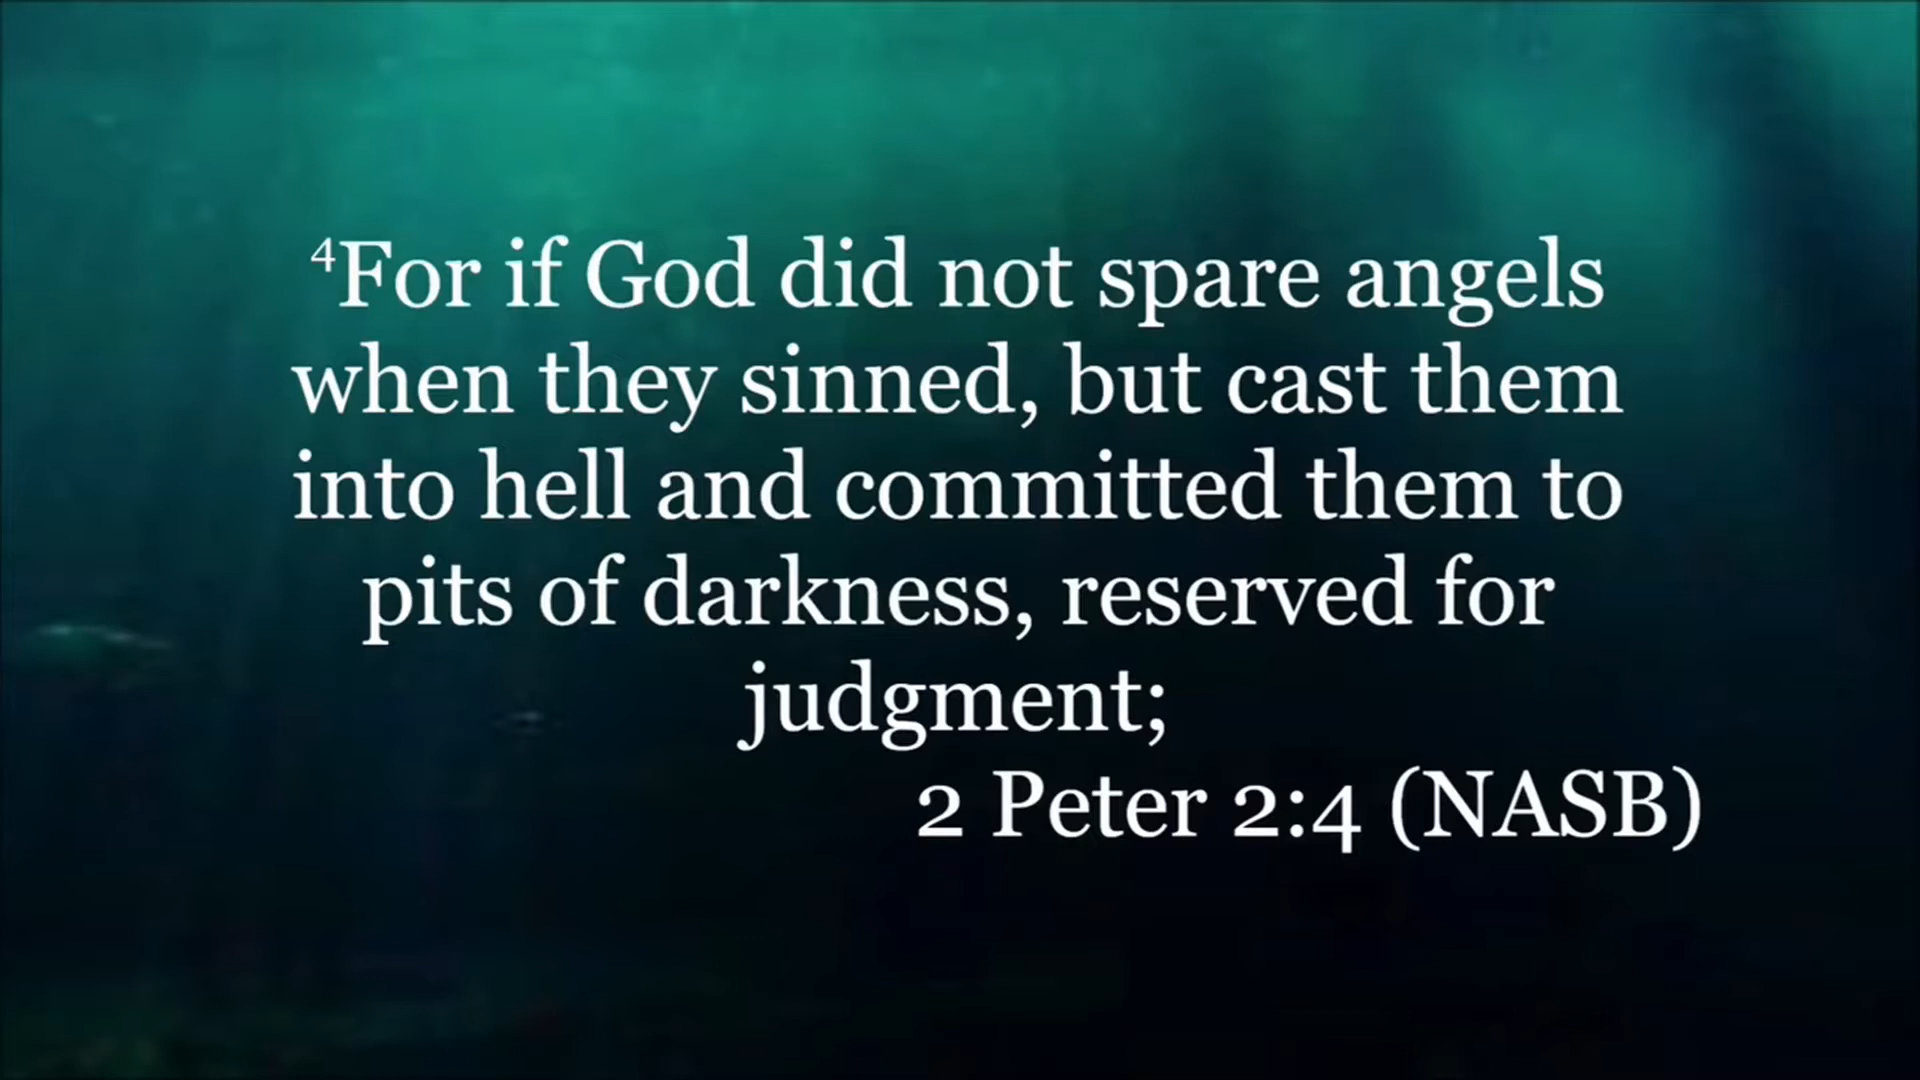 ⁴For if God did not spare angels
when they sinned, but cast them
into hell and committed them to
pits of darkness, reserved for
judgment;
2 Peter 2:4 (NASB)